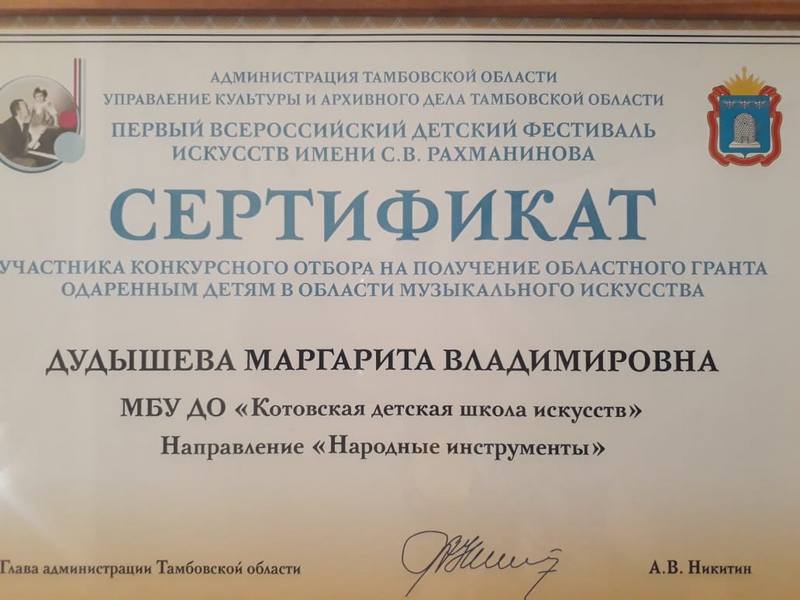 АДМИНИСТРАЦИЯ ТАМБОВСКОЙ ОБЛАСТИ
УПРАВЛЕНИЕ КУЛЬТУРЫ И АРХИВНОГО ДЕЛА ТАМБОВСКОЙ ОБЛАСТИ
ПЕРВЫЙ ВСЕРОССИЙСКИЙ ДЕТСКИЙ ФЕСТИВАЛЬ
ИСКУССТВ ИМЕНИ С.В. РАХМАНИНОВА
СЕРТИФИКАТ
УЧАСТНИКА КОНКУРСНОГО ОТБОРА НА ПОЛУЧЕНИЕ ОБЛАСТНОГО ГРАНТА
ОДАРЕННЫМ ДЕТЯМ В ОБЛАСТИ МУЗЫКАЛЬНОГО ИСКУССТВА
ДУДЫШЕВА МАРГАРИТА ВЛАДИМИРОВНА
МБУ ДО «Котовская детская школа искусств»
Направление «Народные инструменты»
Глава администрации Тамбовской области А.В. Никитин